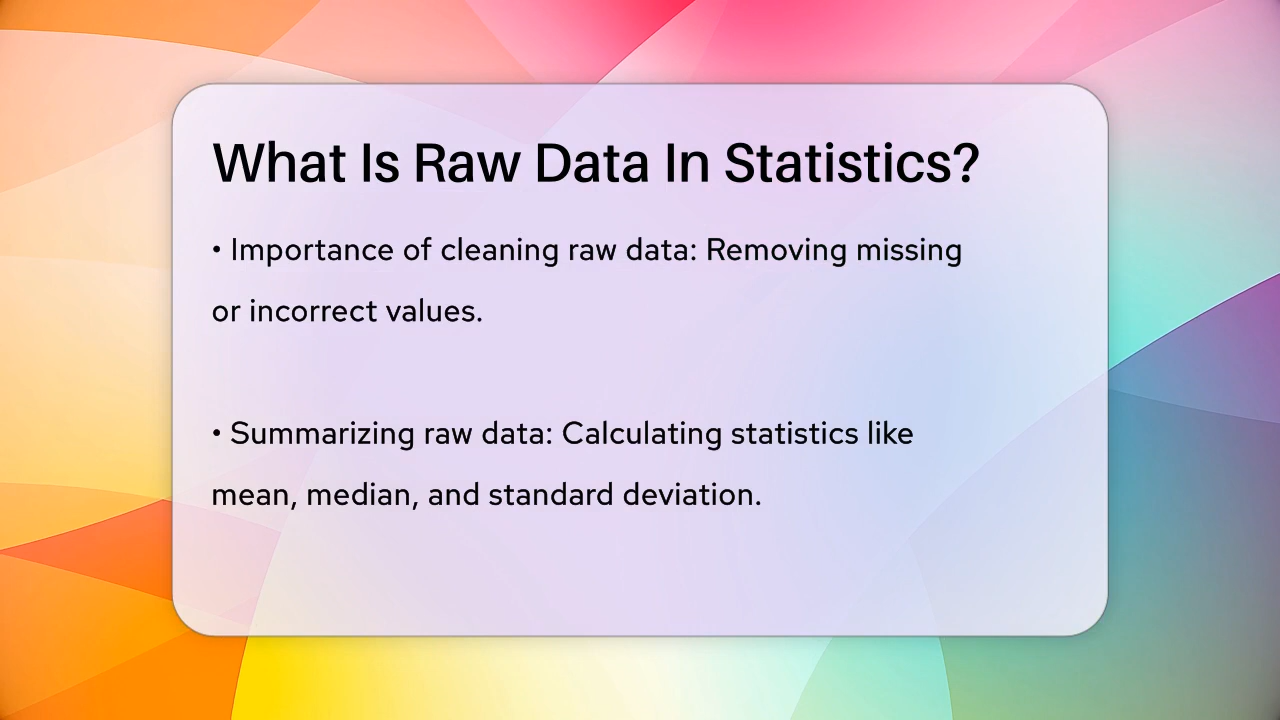 What Is Raw Data In Statistics?
• Importance of cleaning raw data: Removing missing
or incorrect values.
• Summarizing raw data: Calculating statistics like
mean, median, and standard deviation.